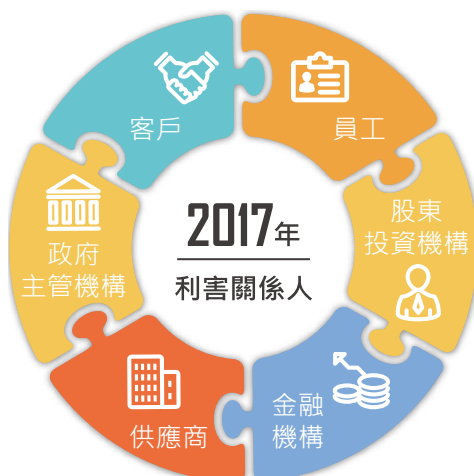 2017年
利害關係人
客戶
員工
股東
投資機構
金融
機構
供應商
政府
主管機構